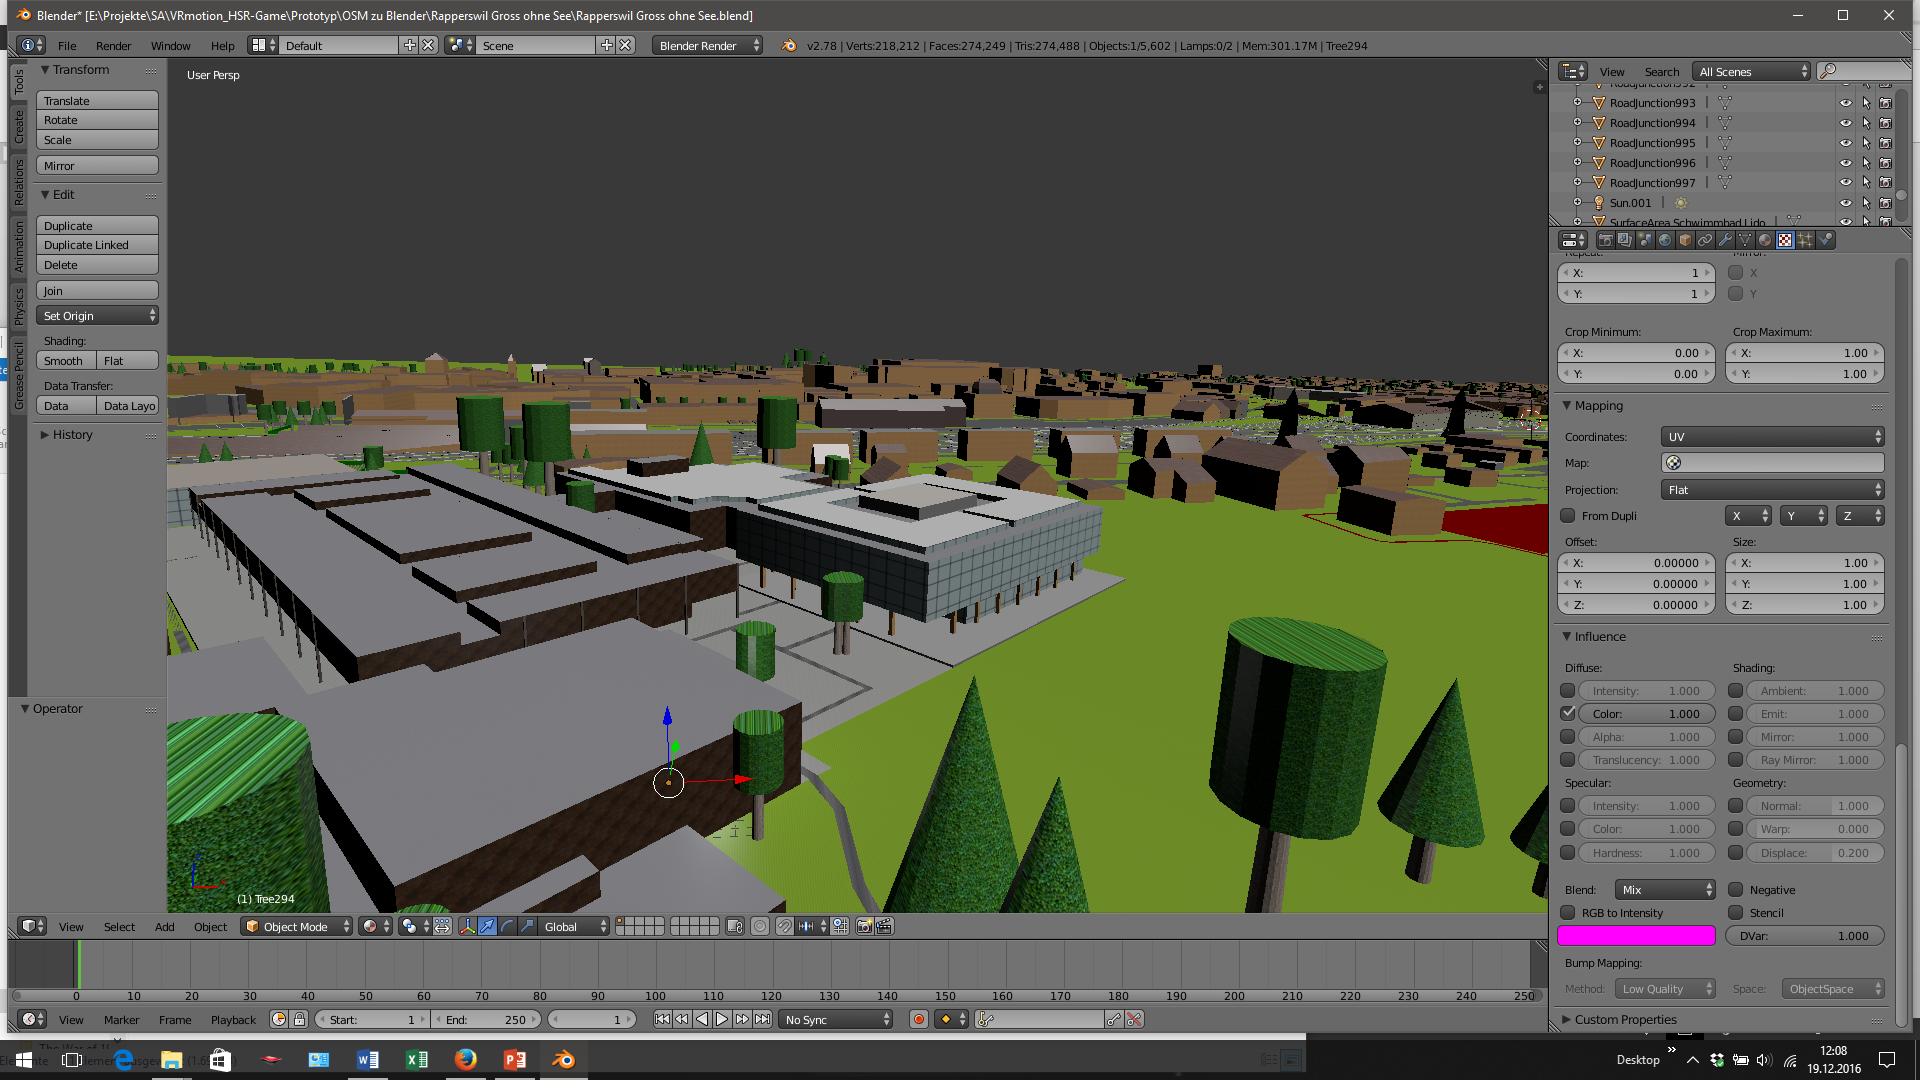 Blender* [E:\Projekte\SA\VRmotion_HSR-Game\Prototyp\OSM zu Blender\Rapperswil Gross ohne See\Rapperswil Gross ohne See.blend]
File Render Window Help Default Scene Blender Render v2.78 | Verts:218,212 | Faces:274,249 | Tris:274,488 | Objects:1/5,602 | Lamps:0/2 | Mem:301.17M | Tree294
Tools
Create
Relations
Animation
Physics
Grease Pencil
Transform
Translate
Rotate
Scale
Mirror
Edit
Duplicate
Duplicate Linked
Delete
Join
Set Origin
Shading:
Smooth Flat
Data Transfer:
Data Data Layo
History
Operator
User Persp
(1) Tree294
View Search All Scenes
RoadJunction992
RoadJunction993
RoadJunction994
RoadJunction995
RoadJunction996
RoadJunction997
Sun.001
SurfaceArea Schwimmbad Lido
Repeat: Mirror:
X: 1 X
Y: 1 Y
Crop Minimum: Crop Maximum:
X: 0.00 X: 1.00
Y: 0.00 Y: 1.00
Mapping
Coordinates: UV
Map:
Projection: Flat
From Dupli X Y Z
Offset: Size:
X: 0.00000 X: 1.00
Y: 0.00000 Y: 1.00
Z: 0.00000 Z: 1.00
Influence
Diffuse: Shading:
Intensity: 1.000 Ambient: 1.000
Color: 1.000 Emit: 1.000
Alpha: 1.000 Mirror: 1.000
Translucency: 1.000 Ray Mirror: 1.000
Specular: Geometry:
Intensity: 1.000 Normal: 1.000
Color: 1.000 Warp: 0.000
Hardness: 1.000 Displace: 0.200
Blend: Mix Negative
RGB to Intensity Stencil
DVar: 1.000
Bump Mapping:
Method: Low Quality Space: ObjectSpace
Custom Properties
View Select Add Object Object Mode Global
0 10 20 30 40 50 60 70 80 90 100 110 120 130 140 150 160 170 180 190 200 210 220 230 240 250
View Marker Frame Playback Start: 1 End: 250 1 No Sync
Desktop
12:08
19.12.2016